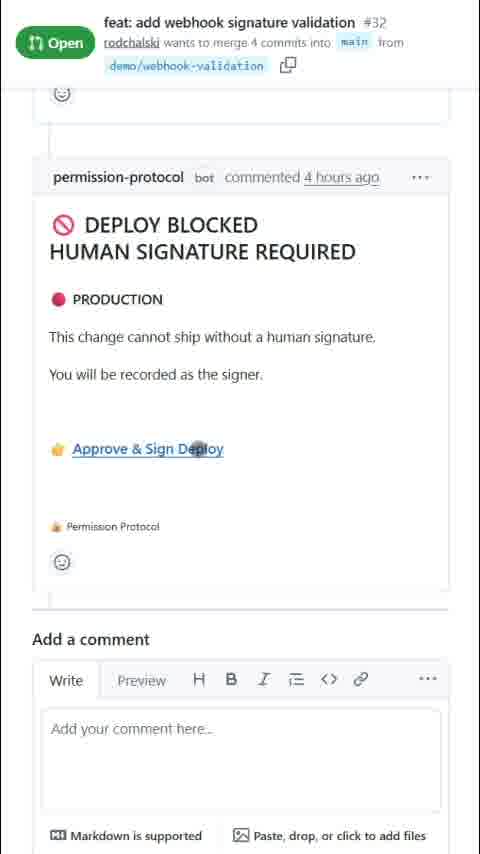 feat: add webhook signature validation #32
Open
rodchalski wants to merge 4 commits into main from
demo/webhook-validation
permission-protocol bot commented 4 hours ago
DEPLOY BLOCKED
HUMAN SIGNATURE REQUIRED
PRODUCTION
This change cannot ship without a human signature.
You will be recorded as the signer.
Approve & Sign Deploy
Permission Protocol
Add a comment
Write Preview H B I
Add your comment here...
Markdown is supported Paste, drop, or click to add files